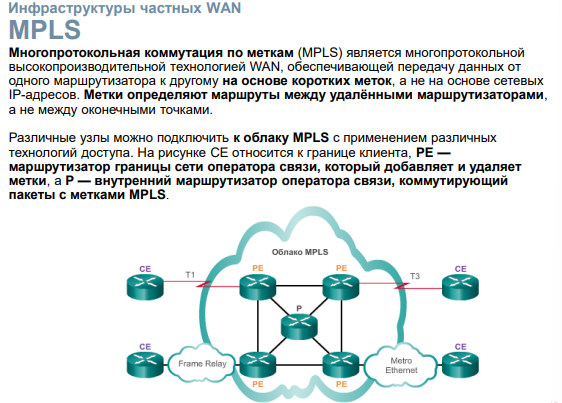 Инфраструктуры частных WAN
MPLS
Многопротокольная коммутация по меткам (MPLS) является многопротокольной
высокопроизводительной технологией WAN, обеспечивающей передачу данных от
одного маршрутизатора к другому на основе коротких меток, а не на основе сетевых
IP-адресов. Метки определяют маршруты между удалёнными маршрутизаторами,
а не между оконечными точками.
Различные узлы можно подключить к облаку MPLS с применением различных
технологий доступа. На рисунке CE относится к границе клиента, PE —
маршрутизатор границы сети оператора связи, который добавляет и удаляет
метки, а P — внутренний маршрутизатор оператора связи, коммутирующий
пакеты с метками MPLS.
Облако MPLS
CE
T1
PE
PE
T3
CE
P
CE
Frame Relay
PE
PE
Metro
Ethernet
CE